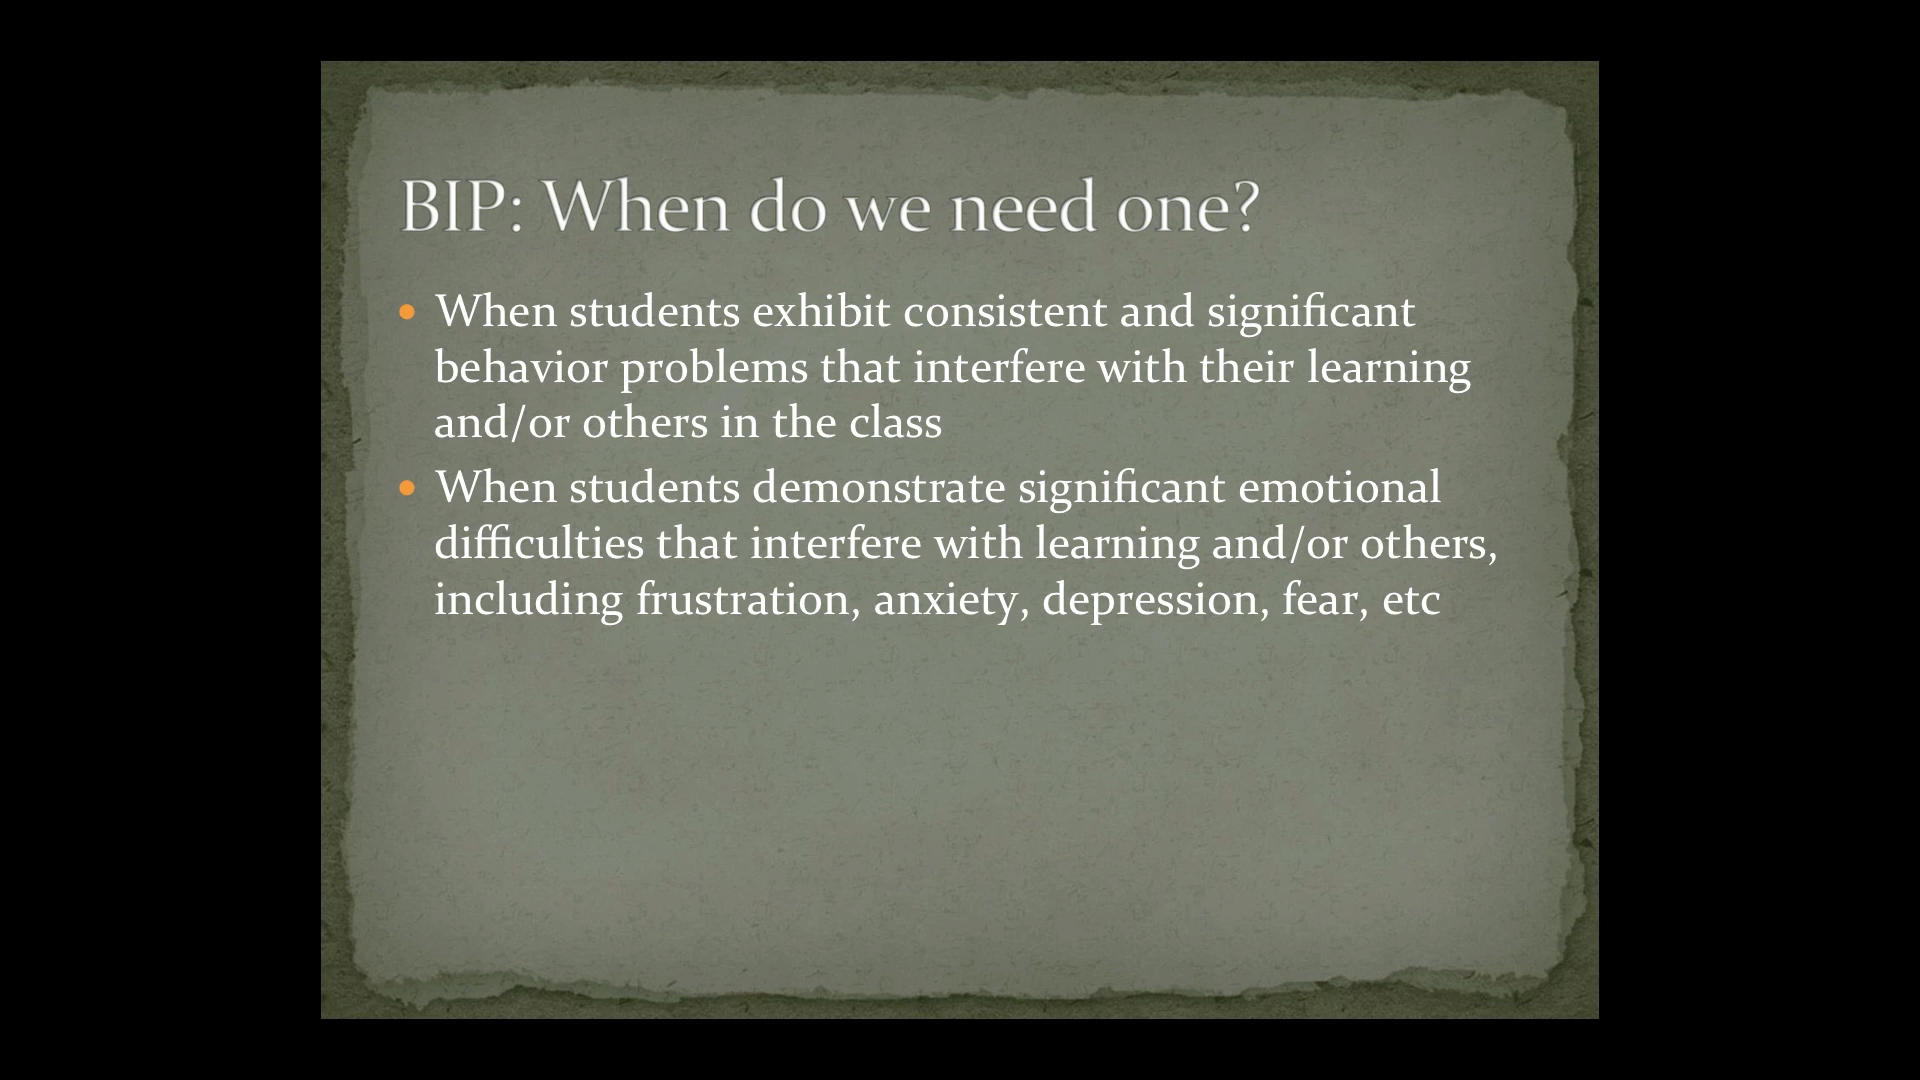 BIP: When do we need one?
• When students exhibit consistent and significant
behavior problems that interfere with their learning
and/or others in the class
• When students demonstrate significant emotional
difficulties that interfere with learning and/or others,
including frustration, anxiety, depression, fear, etc